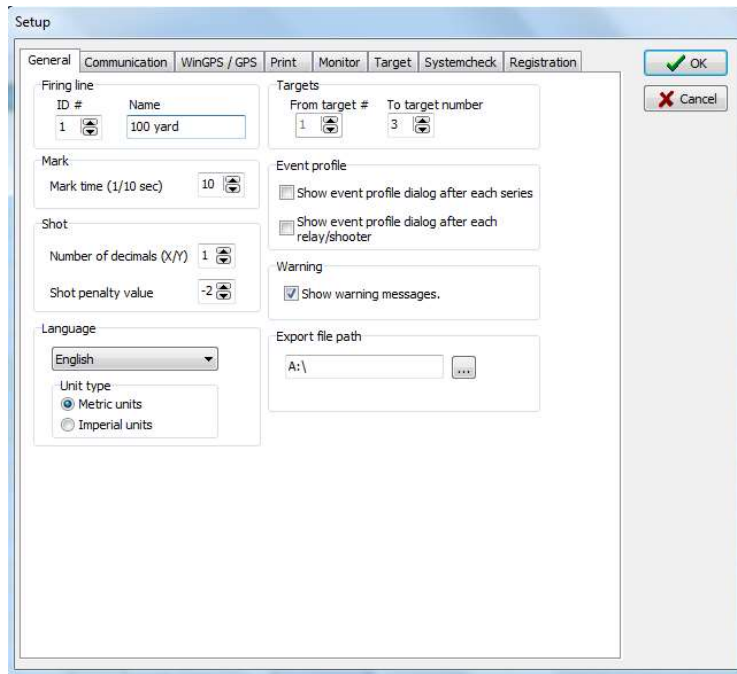 Setup
General Communication WinGPS / GPS Print Monitor Target Systemcheck Registration
OK
Cancel
Firing line
ID # Name
1 100 yard
Mark
Mark time (1/10 sec) 10
Shot
Number of decimals (X/Y) 1
Shot penalty value -2
Language
English
Unit type
Metric units
Imperial units
Targets
From target # To target number
1 3
Event profile
Show event profile dialog after each series
Show event profile dialog after each
relay/shooter
Warning
Show warning messages.
Export file path
A:\ ...